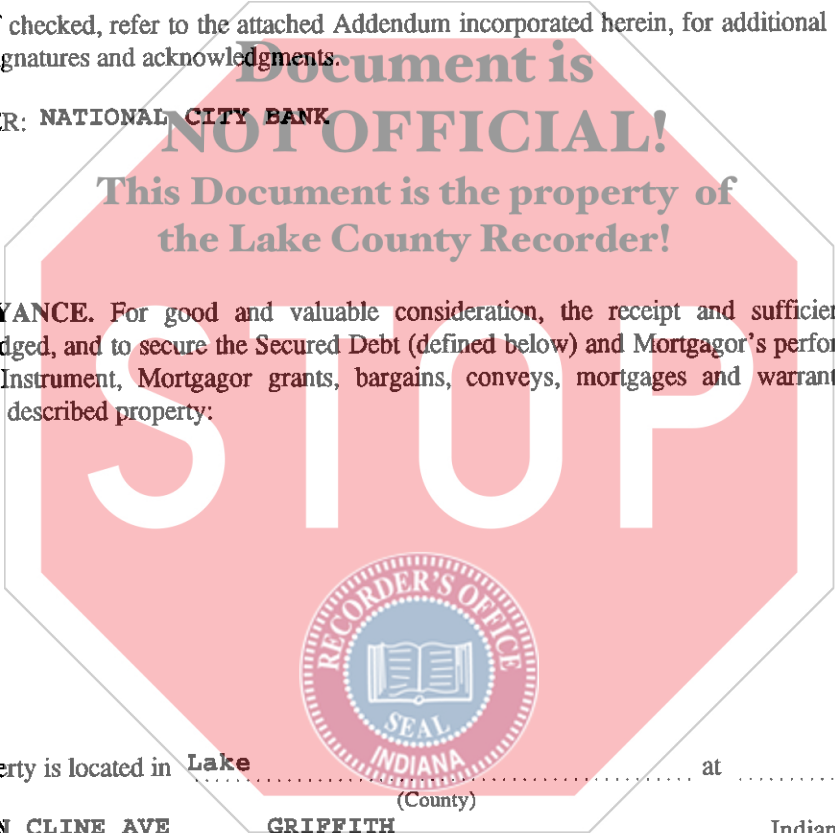 checked, refer to the attached Addendum incorporated herein, for additional
gnatures and acknowledgments.
Document is
R: NATIONAL CITY BANK
NOT OFFICIAL!
This Document is the property of
the Lake County Recorder!
YANCE. For good and valuable consideration, the receipt and sufficien
dged, and to secure the Secured Debt (defined below) and Mortgagor's perfor
Instrument, Mortgagor grants, bargains, conveys, mortgages and warrant
described property:
STOP
RECORDER'S OFFICE
SEAL
INDIANA
erty is located in Lake at
(County)
N CLINE AVE GRIFFITH Indian